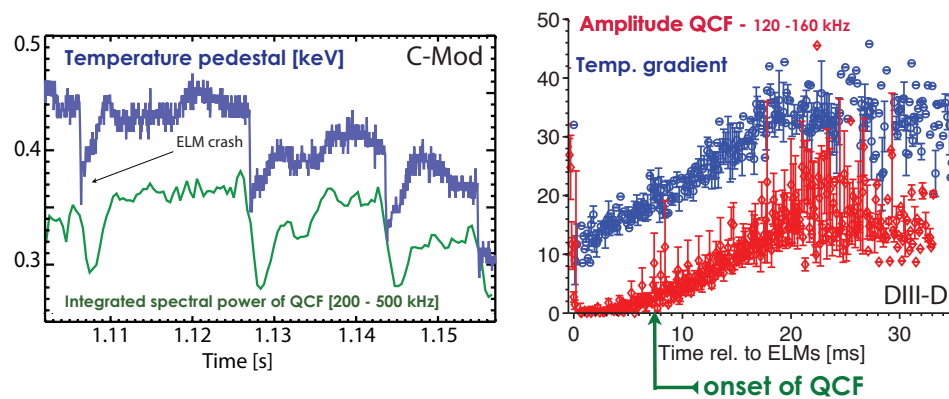 0.5
Temperature pedestal [keV]
C-Mod
ELM crash
0.4
0.3
Integrated spectral power of QCF [200 - 500 kHz]
1.11 1.12 1.13 1.14 1.15
Time [s]
50
Amplitude QCF - 120 -160 kHz
Temp. gradient
40
30
20
10
DIII-D
0
0 10 20 30
Time rel. to ELMs [ms]
onset of QCF